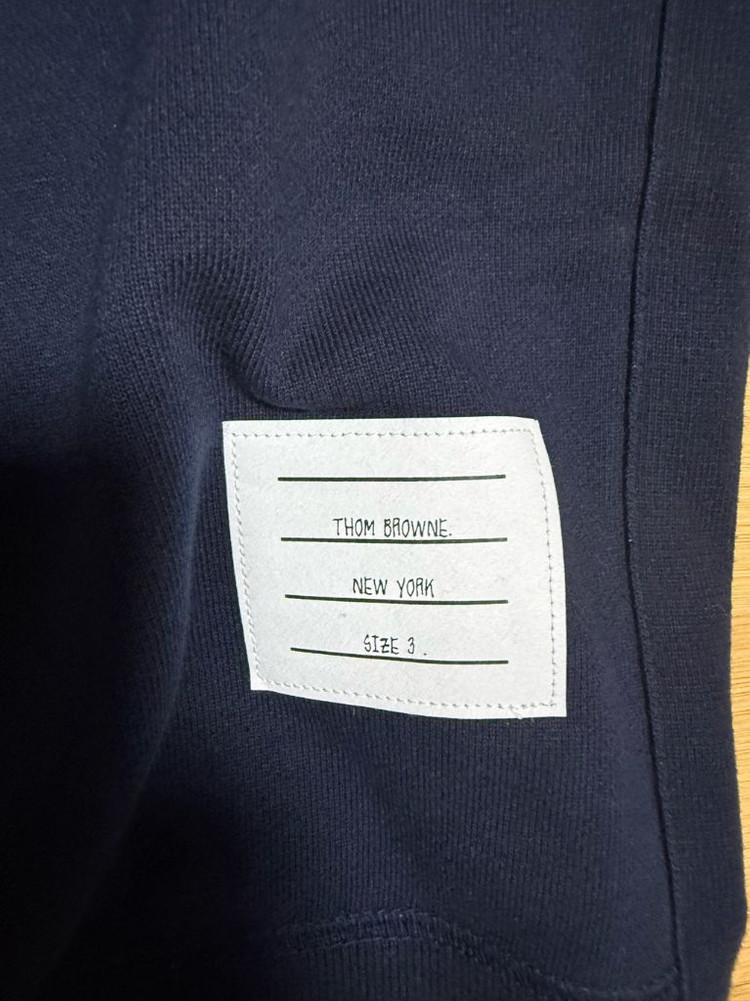 THOM BROWNE.
NEW YORK
SIZE 3 .